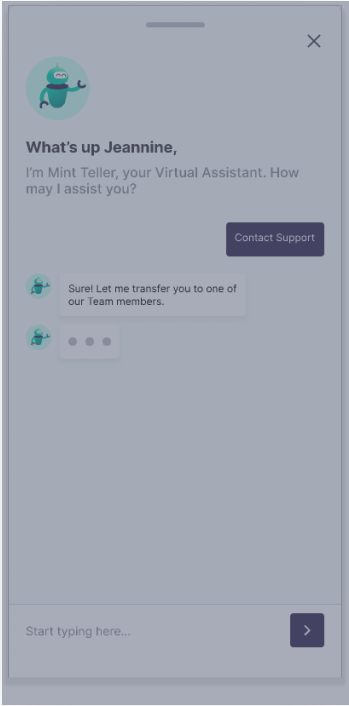 What's up Jeannine,
I'm Mint Teller, your Virtual Assistant. How
may I assist you?
Contact Support
Sure! Let me transfer you to one of
our Team members.
Start typing here...